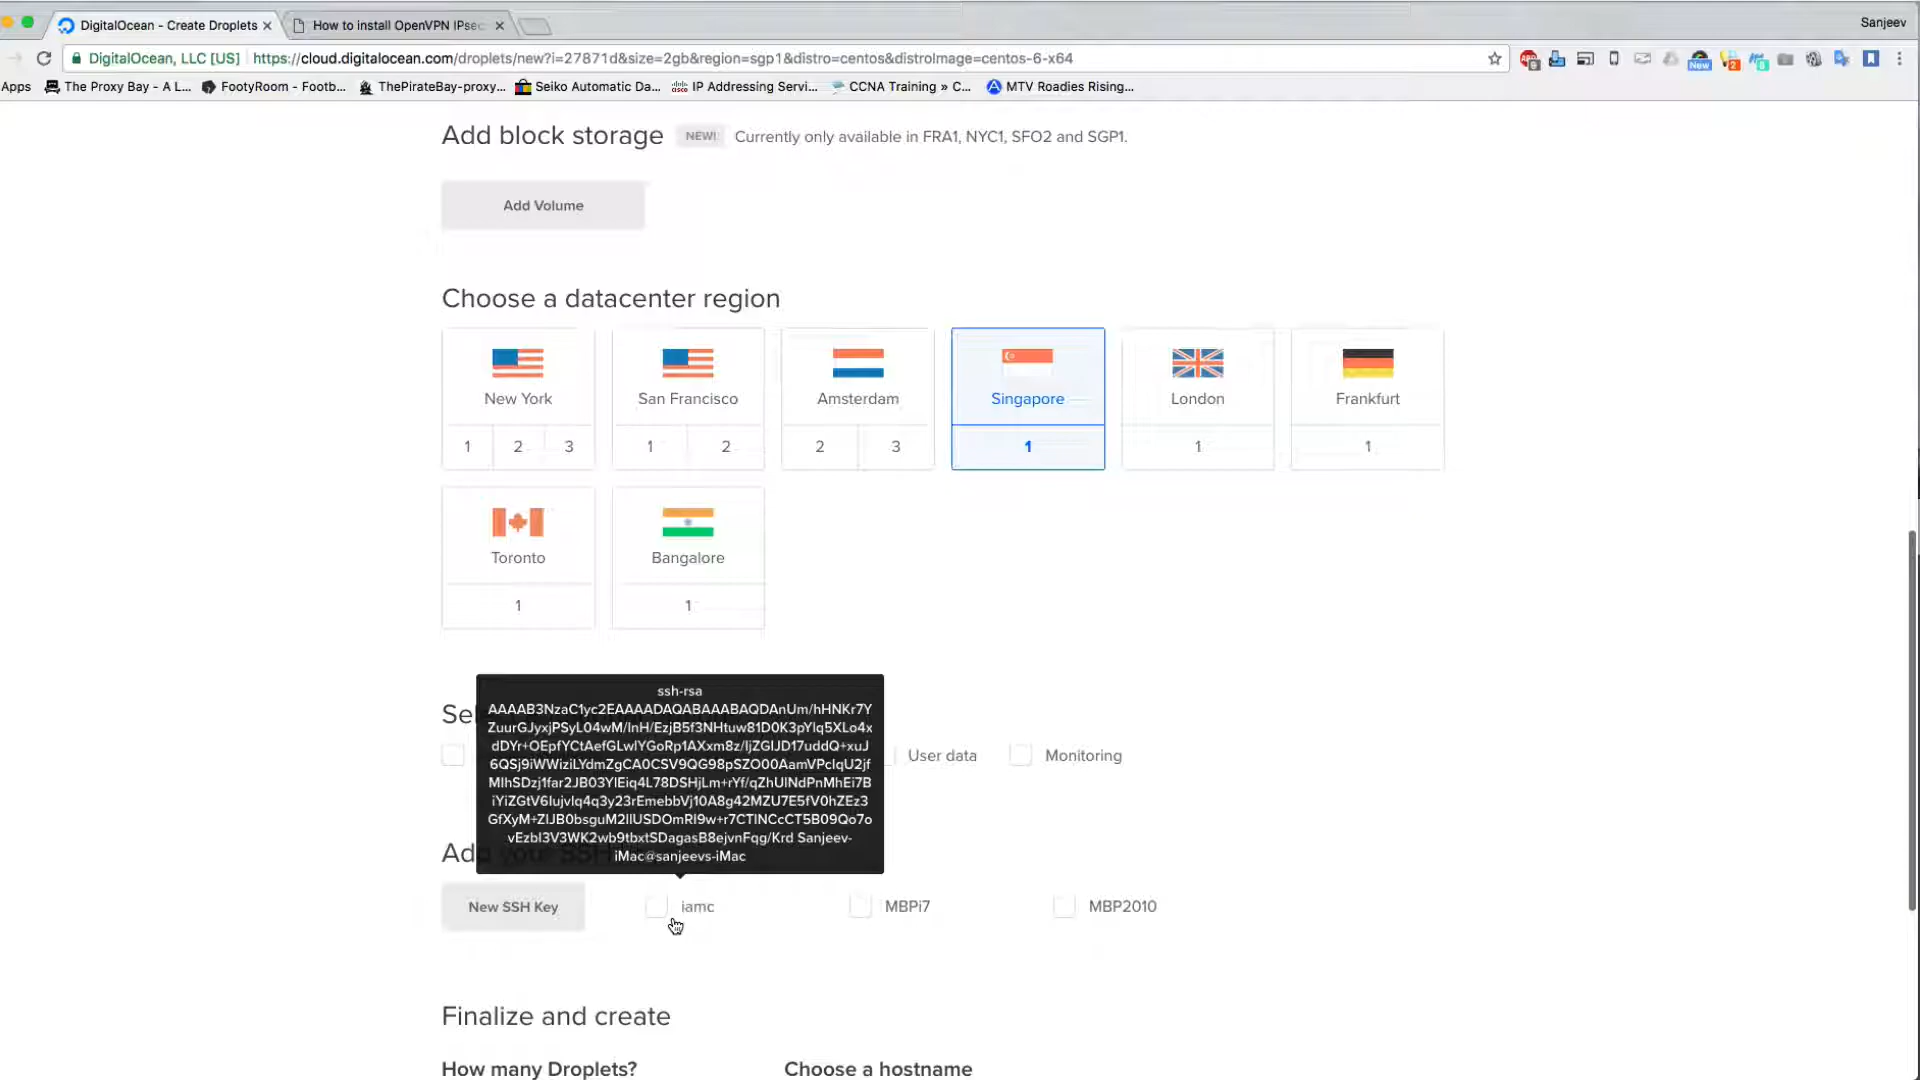 DigitalOcean - Create Droplets
How to install OpenVPN IPsec
Sanjeev
DigitalOcean, LLC [US] https://cloud.digitalocean.com/droplets/new?i=27871d&size=2gb&region=sgp1&distro=centos&distroImage=centos-6-x64
Apps The Proxy Bay - A L... FootyRoom - Footb... ThePirateBay-proxy... Seiko Automatic Da... IP Addressing Servi... CCNA Training » C... MTV Roadies Rising...
Add block storage NEW! Currently only available in FRA1, NYC1, SFO2 and SGP1.
Add Volume
Choose a datacenter region
New York San Francisco Amsterdam Singapore London Frankfurt
1 2 3 1 2 2 3 1 1 1
Toronto Bangalore
1 1
ssh-rsa
AAAAB3NzaC1yc2EAAAADAQABAAABAQDAnUm/hHNKr7Y
ZuurGJyxjPSyL04wM/InH/EzjB5f3NHtuw81D0K3pYlq5XLo4x
dDYr+OEpfYCtAefGLwlYGoRp1AXxm8z/ljZGIJD17uddQ+xuJ
6QSj9iWWiziLYdmZgCA0CSV9QG98pSZO00AamVPclqU2jf
MlhSDzj1far2JB03YlEiq4L78DSHjLm+rYf/qZhUlNdPnMhEi7B
iYiZGtV6lujvlq4q3y23rEmebbVj10A8g42MZU7E5fV0hZEz3
GfXyM+ZIJB0bsguM2llUSDOmRl9w+r7CTlNCcCT5B09Qo7o
vEzbl3V3WK2wb9tbxtSDagasB8ejvnFqg/Krd Sanjeev-
iMac@sanjeevs-iMac
User data Monitoring
New SSH Key iamc MBPi7 MBP2010
Finalize and create
How many Droplets? Choose a hostname